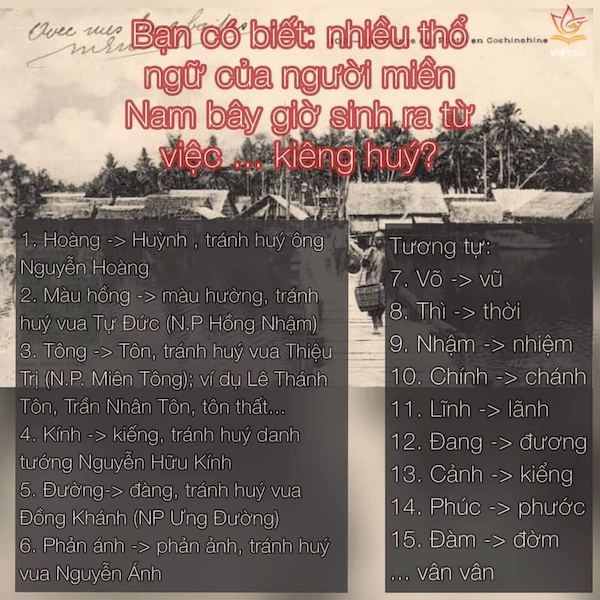 Avec mes
Bạn có biết: nhiều thổ
en Cochinchine
ngữ của người miền
VIỆT SỬ
Nam bây giờ sinh ra từ
việc ... kiêng huý?
1. Hoàng -> Huỳnh , tránh huý ông
Nguyễn Hoàng
2. Màu hồng -> màu hường, tránh
huý vua Tự Đức (N.P Hồng Nhậm)
3. Tông -> Tôn, tránh huý vua Thiệu
Trị (N.P. Miên Tông); ví dụ Lê Thánh
Tôn, Trần Nhân Tôn, tôn thất...
4. Kính -> kiếng, tránh huý danh
tướng Nguyễn Hữu Kính
5. Đường-> đàng, tránh huý vua
Đồng Khánh (NP Ưng Đường)
6. Phản ánh -> phản ảnh, tránh huý
vua Nguyễn Ánh
Tương tự:
7. Võ -> vũ
8. Thì -> thời
9. Nhậm -> nhiệm
10. Chính -> chánh
11. Lĩnh -> lãnh
12. Đang -> đương
13. Cảnh -> kiểng
14. Phúc -> phước
15. Đàm -> đờm
... vân vân